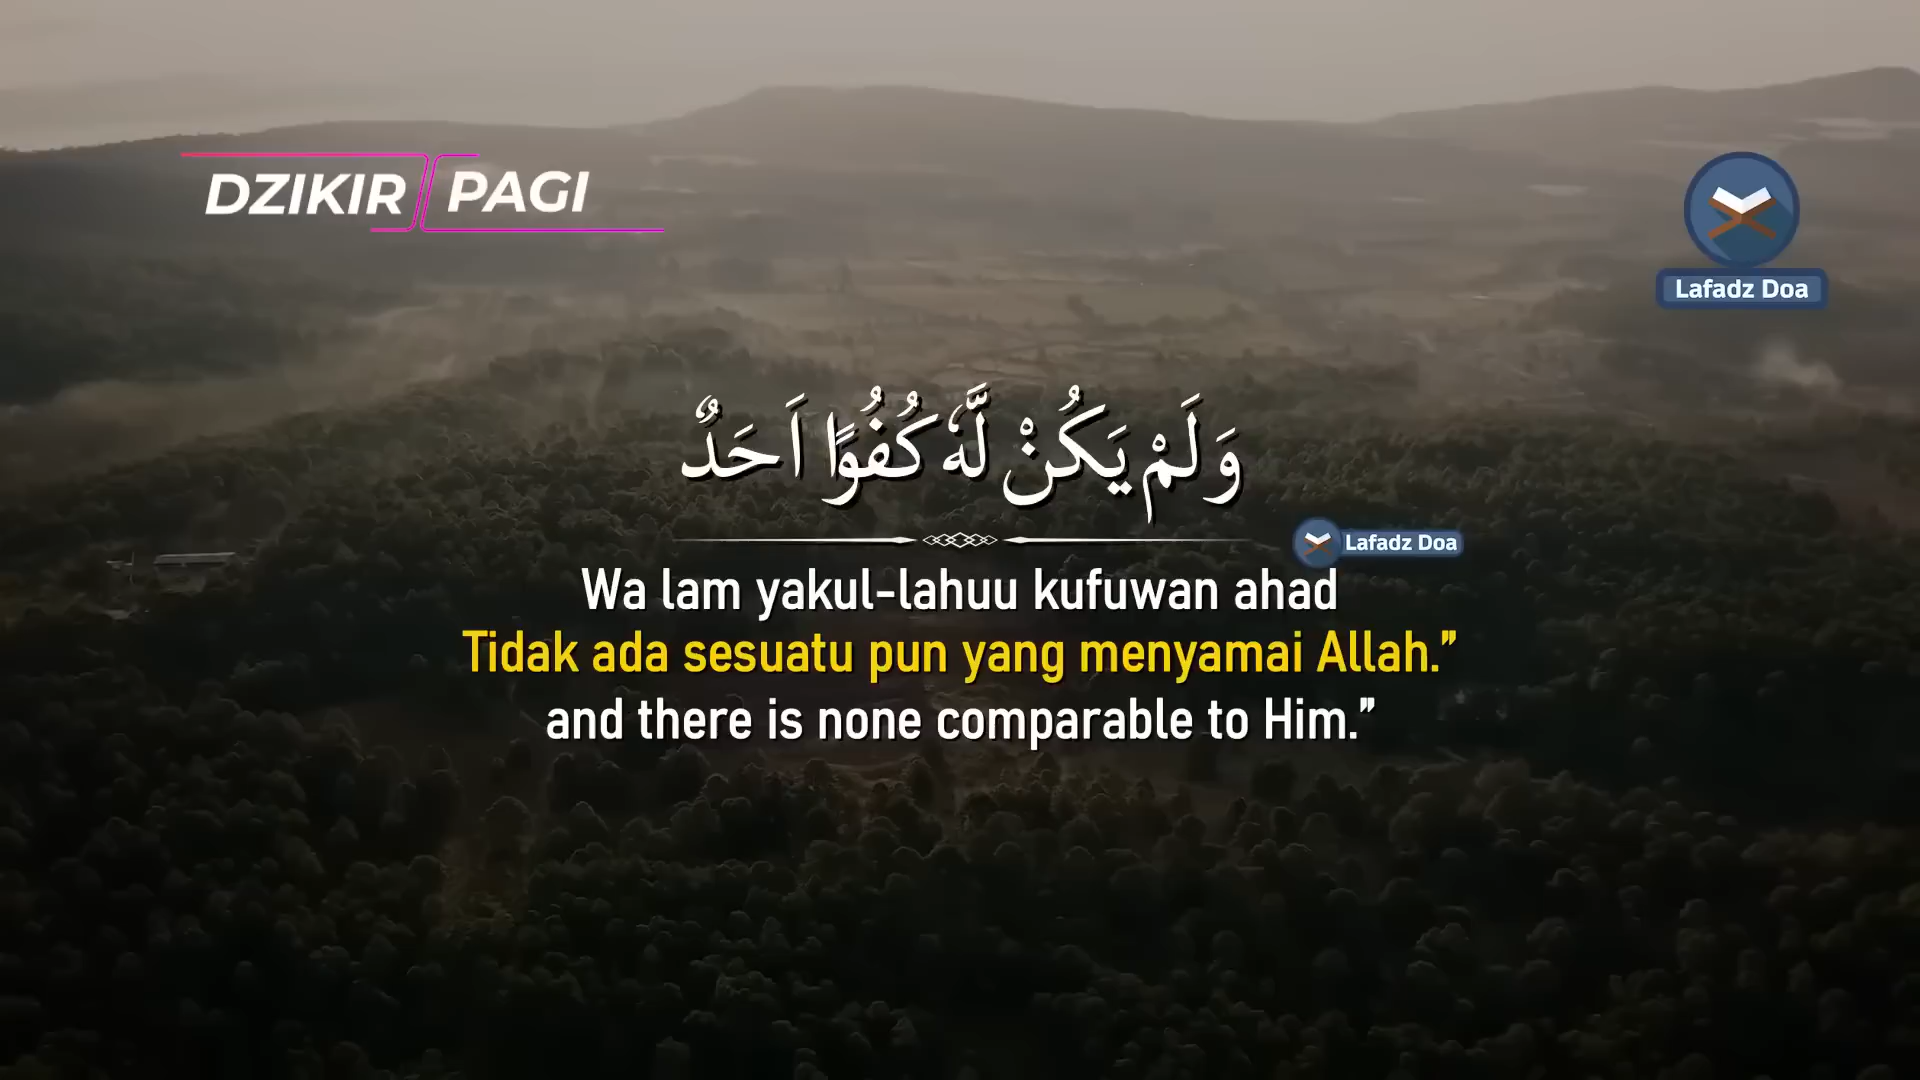 DZIKIR PAGI
Lafadz Doa
وَلَمْ يَكُنْ لَّهٗ كُفُوًا اَحَدٌ
Lafadz Doa
Wa lam yakul-lahuu kufuwan ahad
Tidak ada sesuatu pun yang menyamai Allah.”
and there is none comparable to Him.”